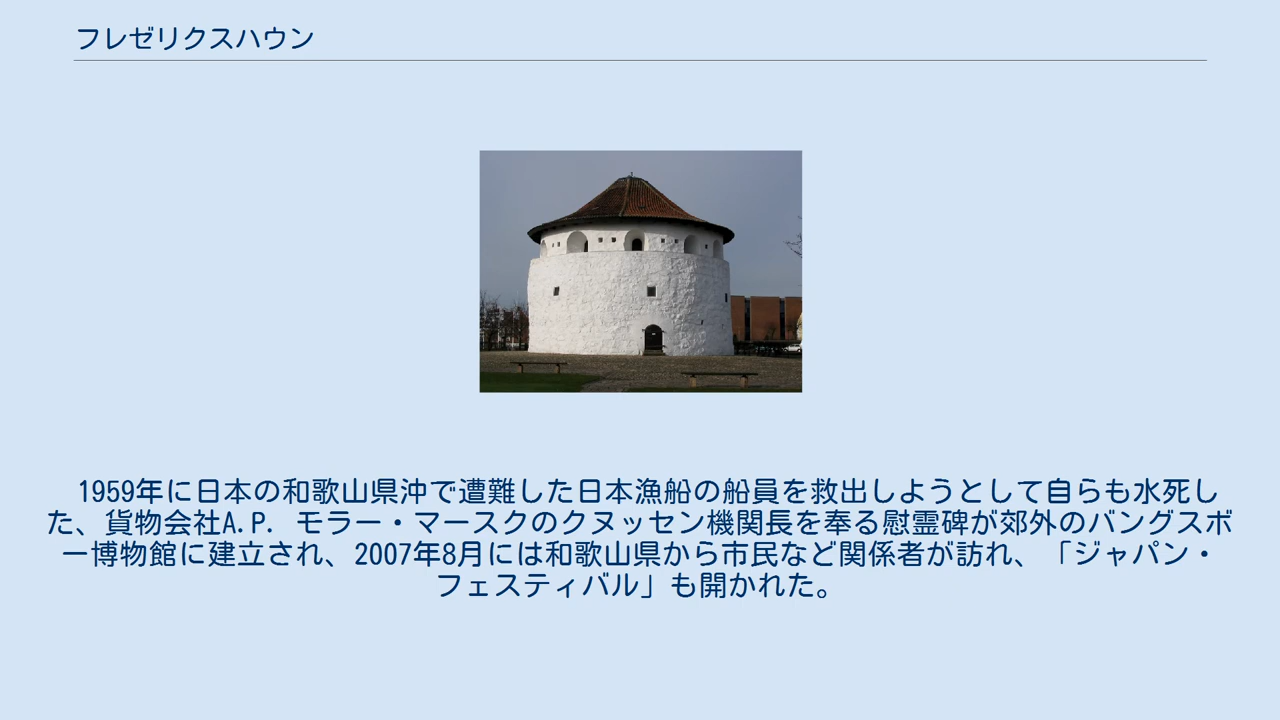 フレゼリクスハウン
1959年に日本の和歌山県沖で遭難した日本漁船の船員を救出しようとして自らも水死し
た、貨物会社A.P. モラー・マースクのクヌッセン機関長を奉る慰霊碑が郊外のバングスボ
ー博物館に建立され、2007年8月には和歌山県から市民など関係者が訪れ、「ジャパン・
フェスティバル」も開かれた。